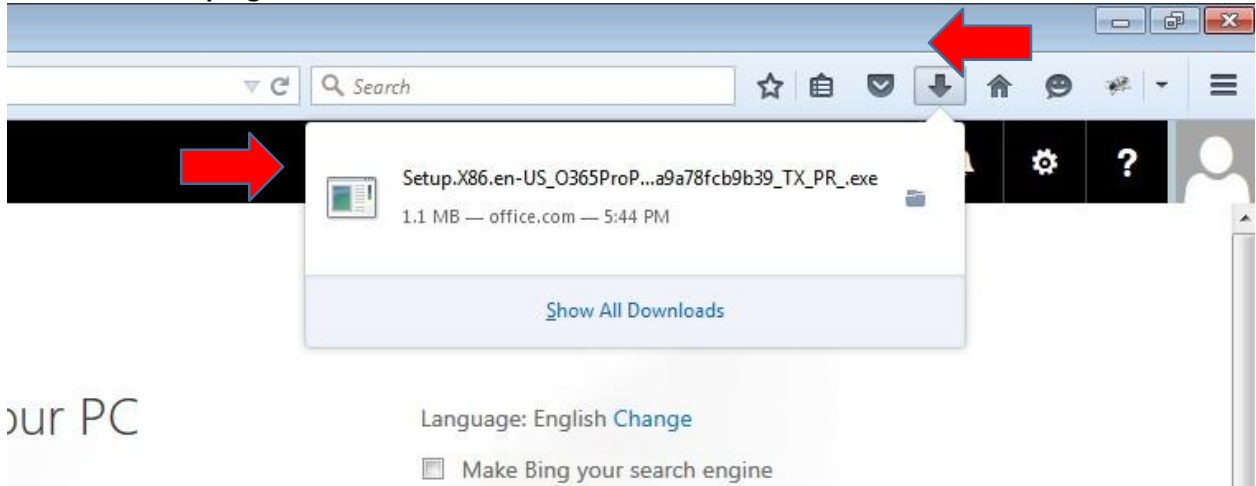 Search
Setup.X86.en-US_O365ProP...a9a78fcb9b39_TX_PR_.exe
1.1 MB — office.com — 5:44 PM
?
Show All Downloads
our PC
Language: English Change
Make Bing your search engine